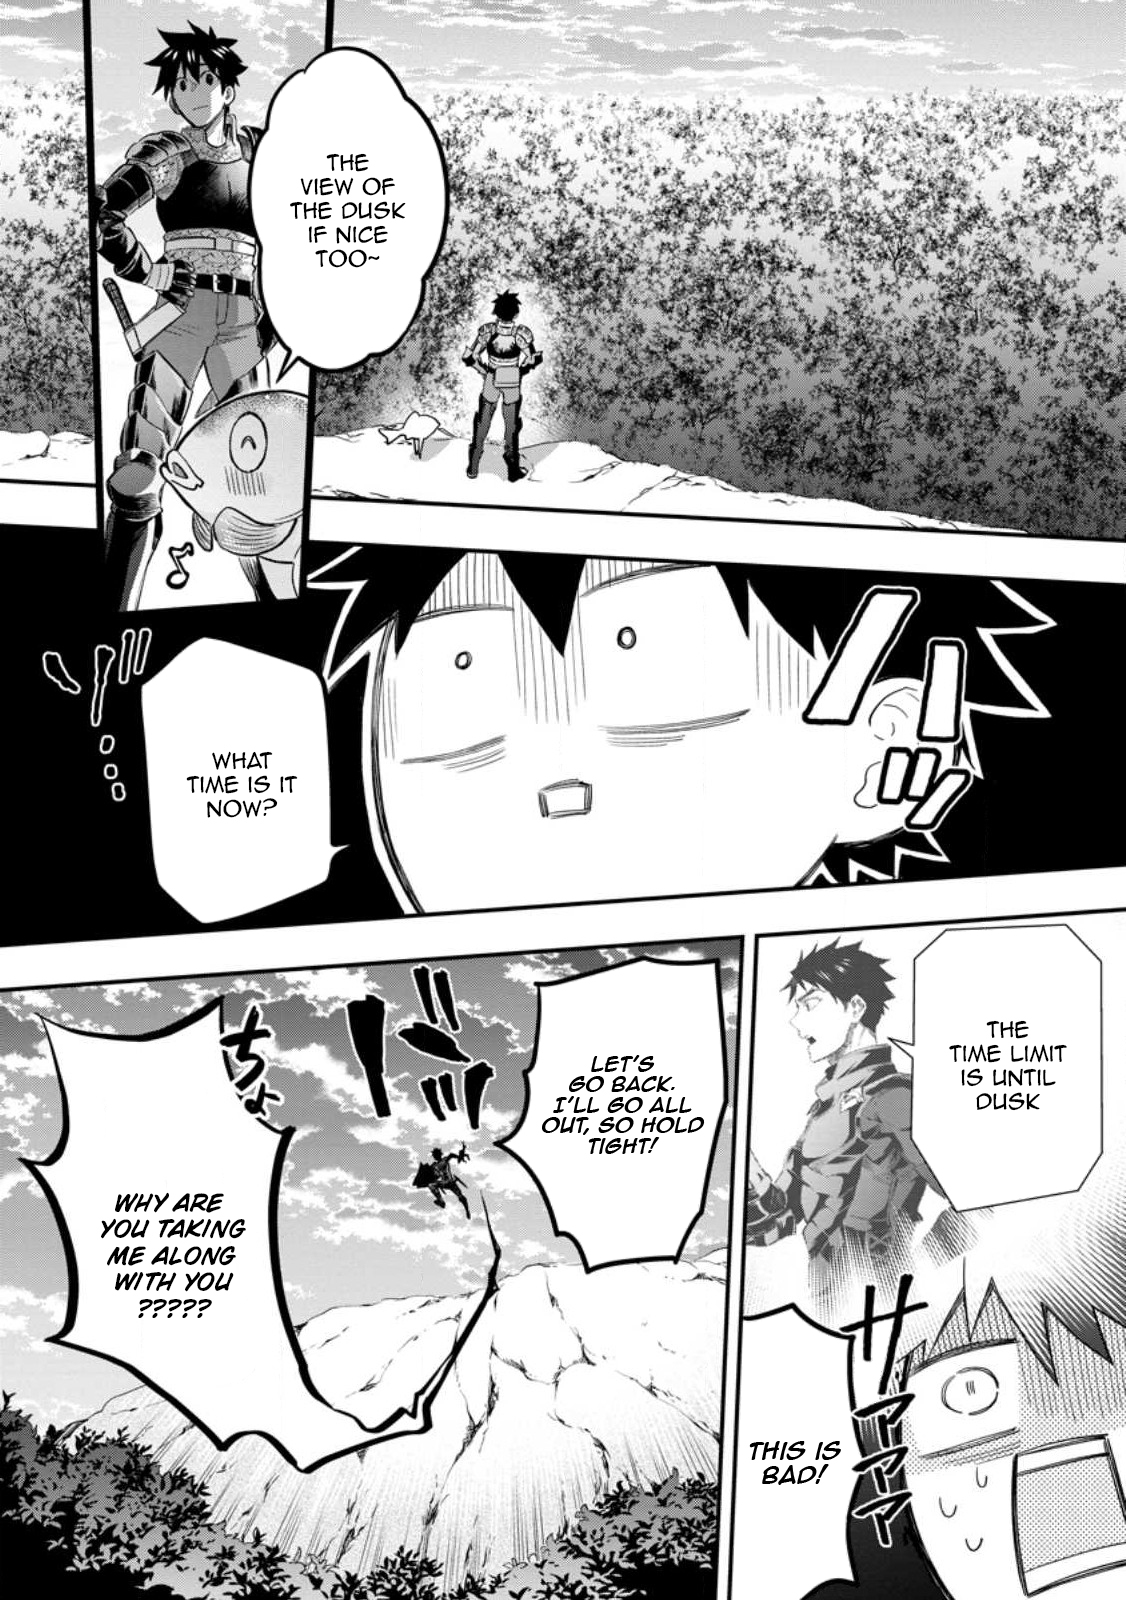 THE
VIEW OF
THE DUSK
IF NICE
TOO~
WHAT
TIME IS IT
NOW?
THE
TIME LIMIT
IS UNTIL
DUSK
THIS IS
BAD!
LET'S
GO BACK.
I'LL GO ALL
OUT, SO HOLD
TIGHT!
ちょ
WHY ARE
YOU TAKING
ME ALONG
WITH YOU
?????